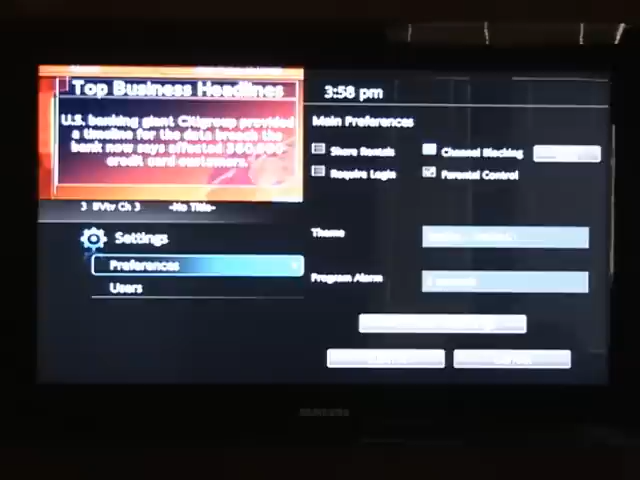 Top Business Headlines
U.S. banking giant Citigroup provided
a timeline for the data breach the
bank now says affected 360,000
credit card customers.
3 BVtv Ch 3 -No Title-
Settings
Preferences
Users
3:58 pm
Main Preferences
Share Rentals
Channel Blocking
Require Login
Parental Control
Theme
Program Alarm
SAMSUNG